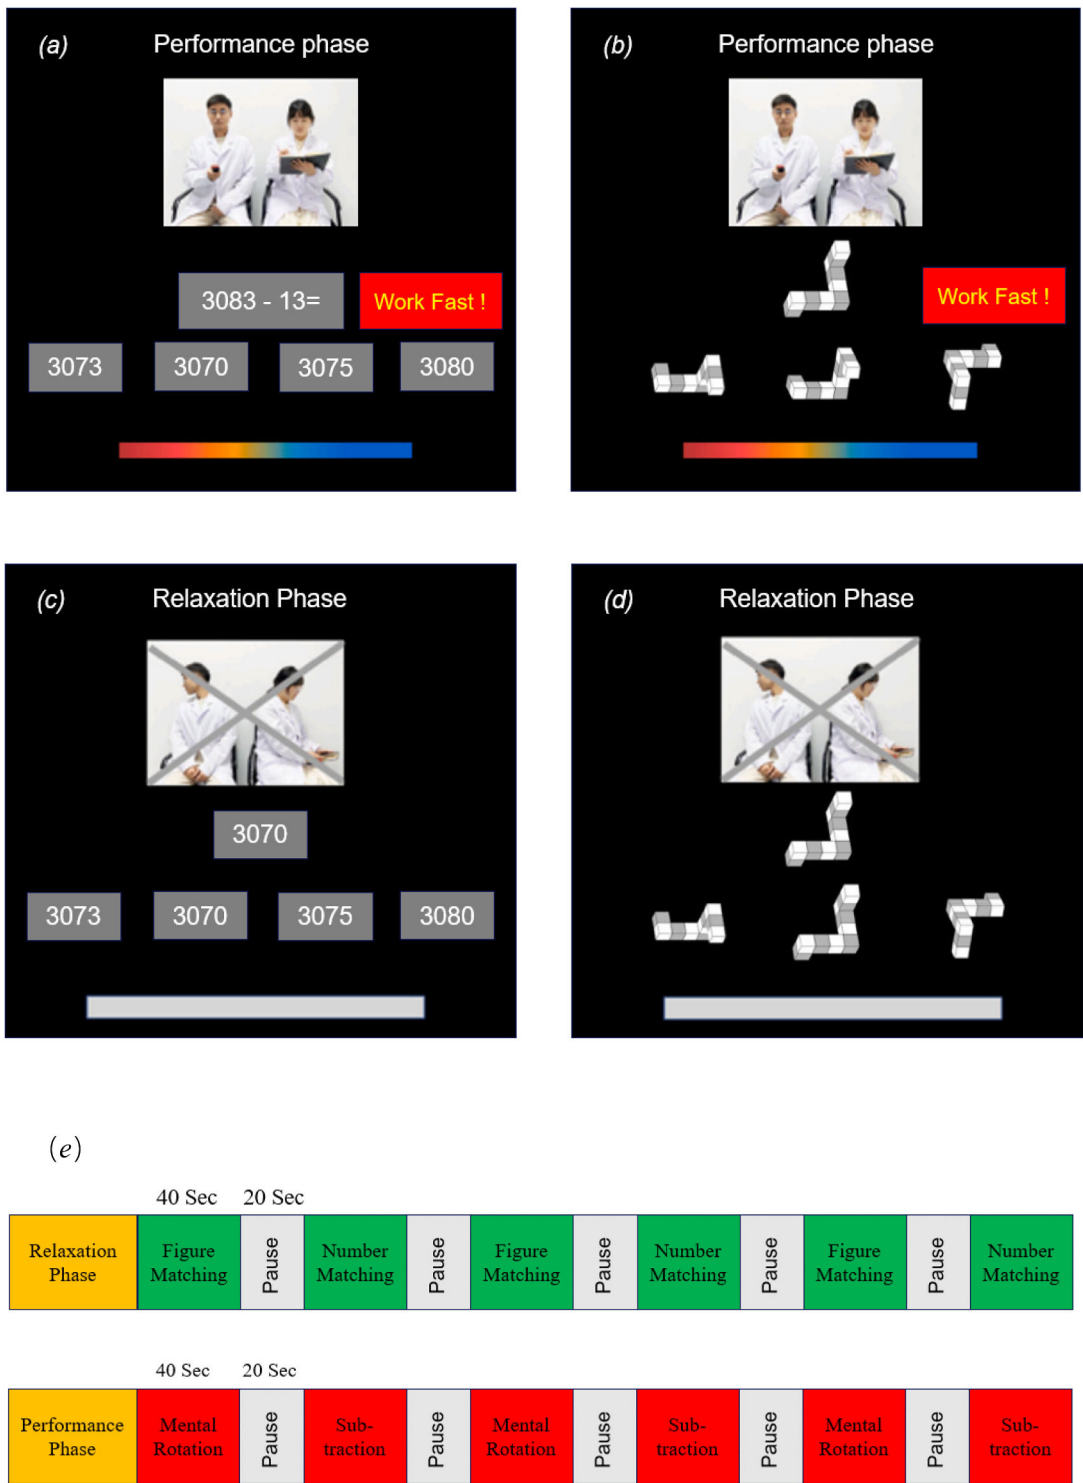 (a)
Performance phase
3083 - 13=
Work Fast !
3073
3070
3075
3080
(b)
Performance phase
Work Fast !
(c)
Relaxation Phase
3070
3073
3070
3075
3080
(d)
Relaxation Phase
(e)
40 Sec
20 Sec
Relaxation
Phase
Figure
Matching
Pause
Number
Matching
Pause
Figure
Matching
Pause
Number
Matching
Pause
Figure
Matching
Pause
Number
Matching
40 Sec
20 Sec
Performance
Phase
Mental
Rotation
Pause
Sub-
traction
Pause
Mental
Rotation
Pause
Sub-
traction
Pause
Mental
Rotation
Pause
Sub-
traction